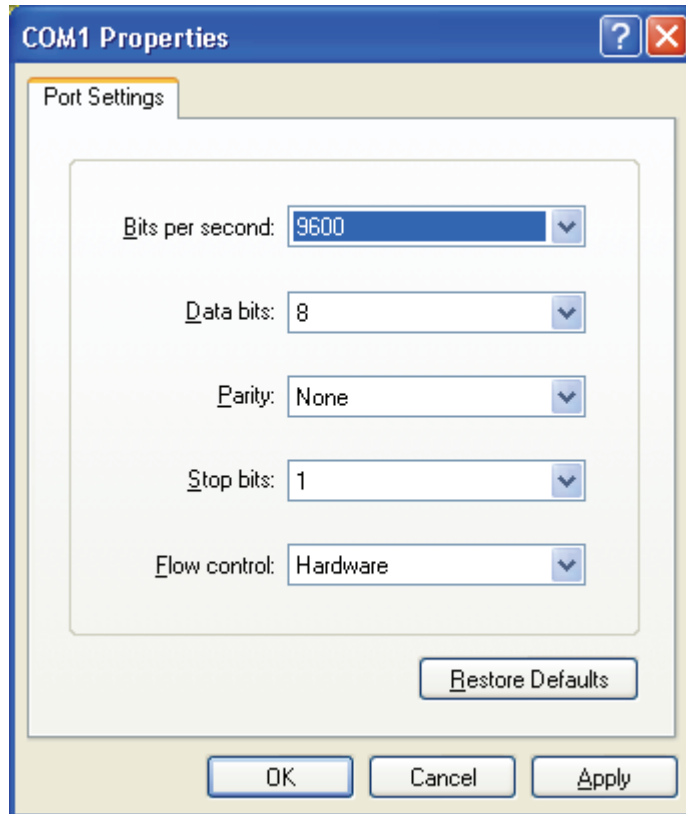 COM1 Properties
Port Settings
Bits per second: 9600
Data bits: 8
Parity: None
Stop bits: 1
Flow control: Hardware
Restore Defaults
OK Cancel Apply